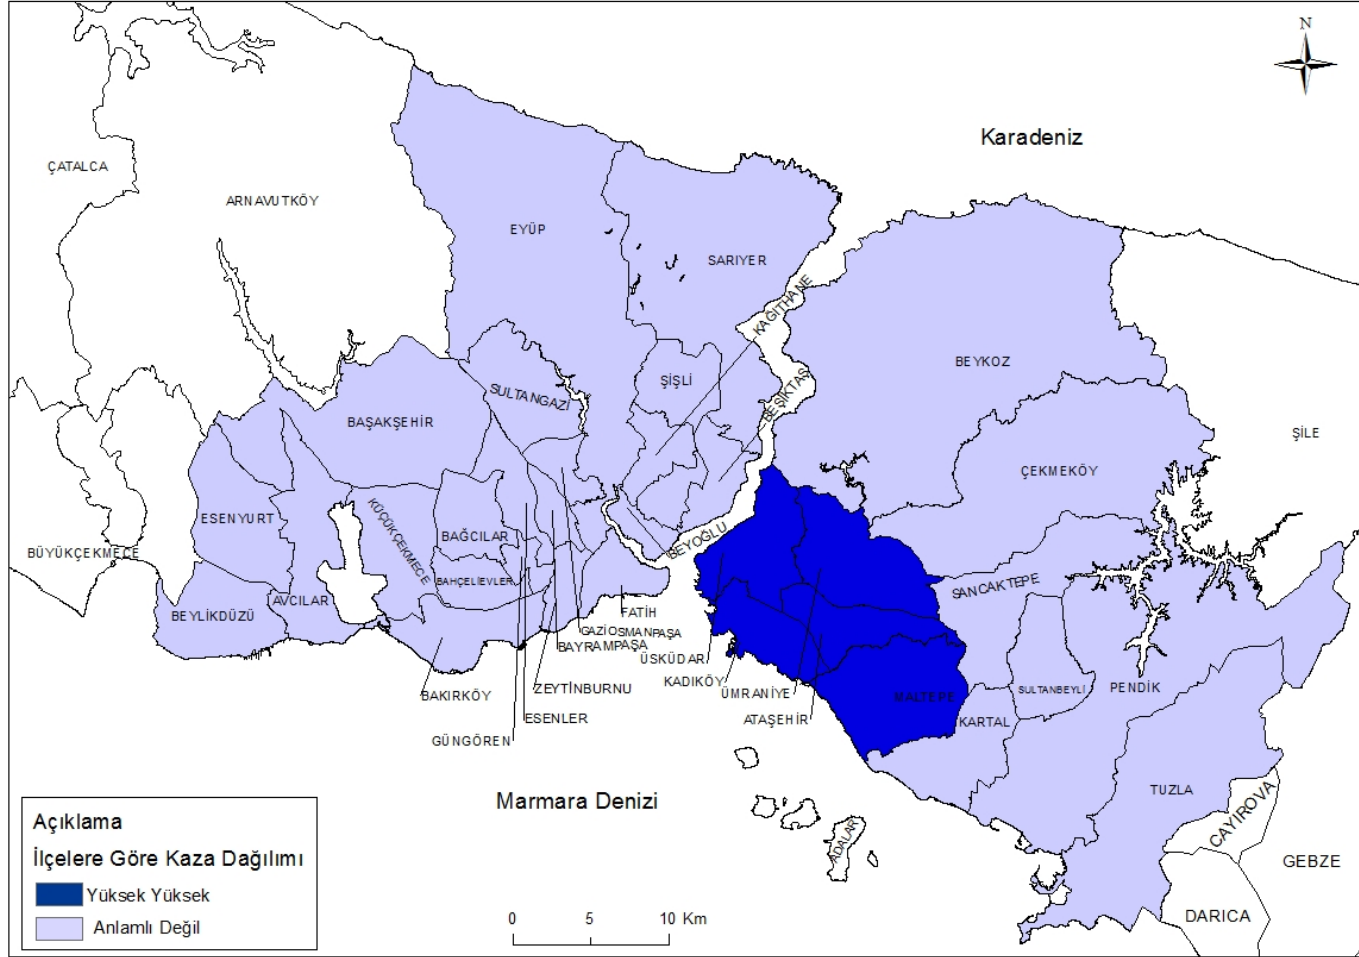 N
Karadeniz
ÇATALCA
ARNAVUTKÖY
EYÜP
SARIYER
KAĞITHANE
BEYKOZ
ŞİŞLİ
SULTANGAZİ
BEŞİKTAŞ
BAŞAKŞEHİR
ŞİLE
ÇEKMEKÖY
ESENYURT
KÜÇÜKÇEKMECE
BAĞCILAR
BEYOĞLU
BÜYÜKÇEKMECE
BAHÇELİEVLER
SANCAKTEPE
BEYLİKDÜZÜ
AVCILAR
FATİH
GAZİOSMANPAŞA
BAYRAMPAŞA
ÜSKÜDAR
KADIKÖY
ÜMRANİYE
MALTEPE
SULTANBEYLİ
PENDİK
BAKIRKÖY
ZEYTİNBURNU
ESENLER
ATAŞEHİR
KARTAL
GÜNGÖREN
TUZLA
Marmara Denizi
CAYIROVA
ADALAR
GEBZE
DARICA
Açıklama
İlçelere Göre Kaza Dağılımı
Yüksek Yüksek
Anlamlı Değil
0 5 10 Km